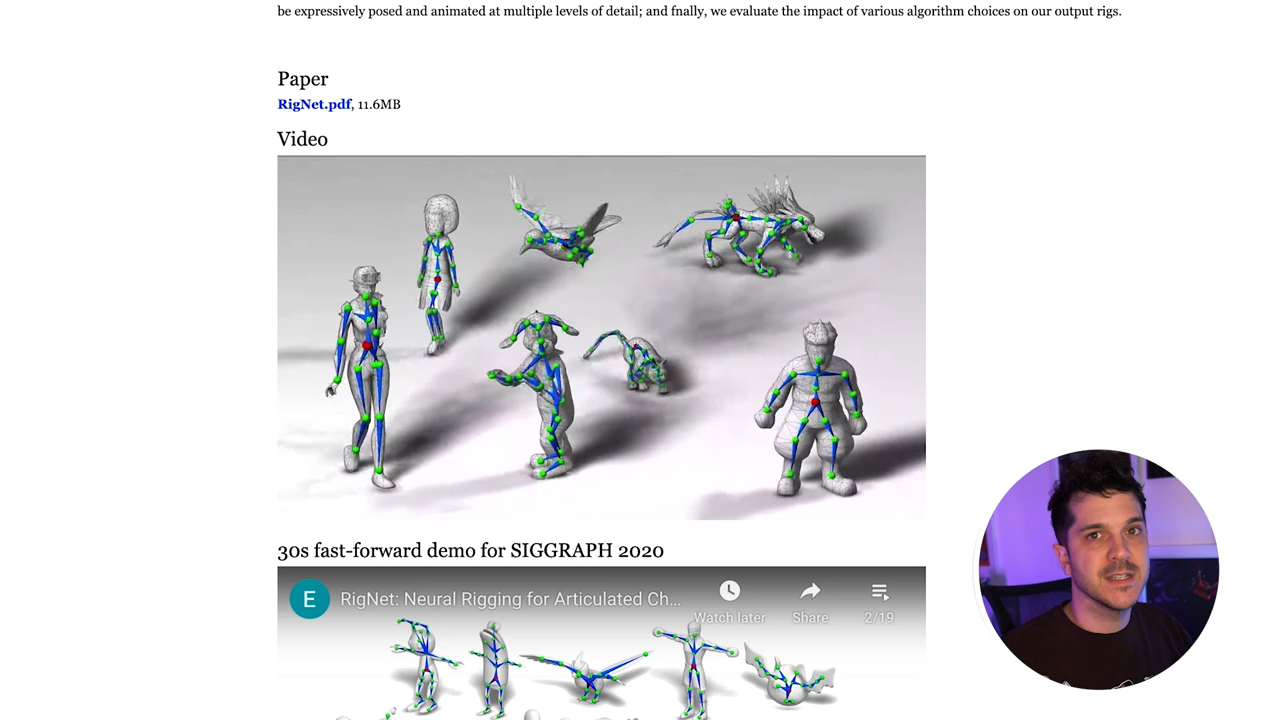 be expressively posed and animated at multiple levels of detail; and fnally, we evaluate the impact of various algorithm choices on our output rigs.
Paper
RigNet.pdf, 11.6MB
Video
30s fast-forward demo for SIGGRAPH 2020
E
RigNet: Neural Rigging for Articulated Ch...
Watch later
Share
2/19